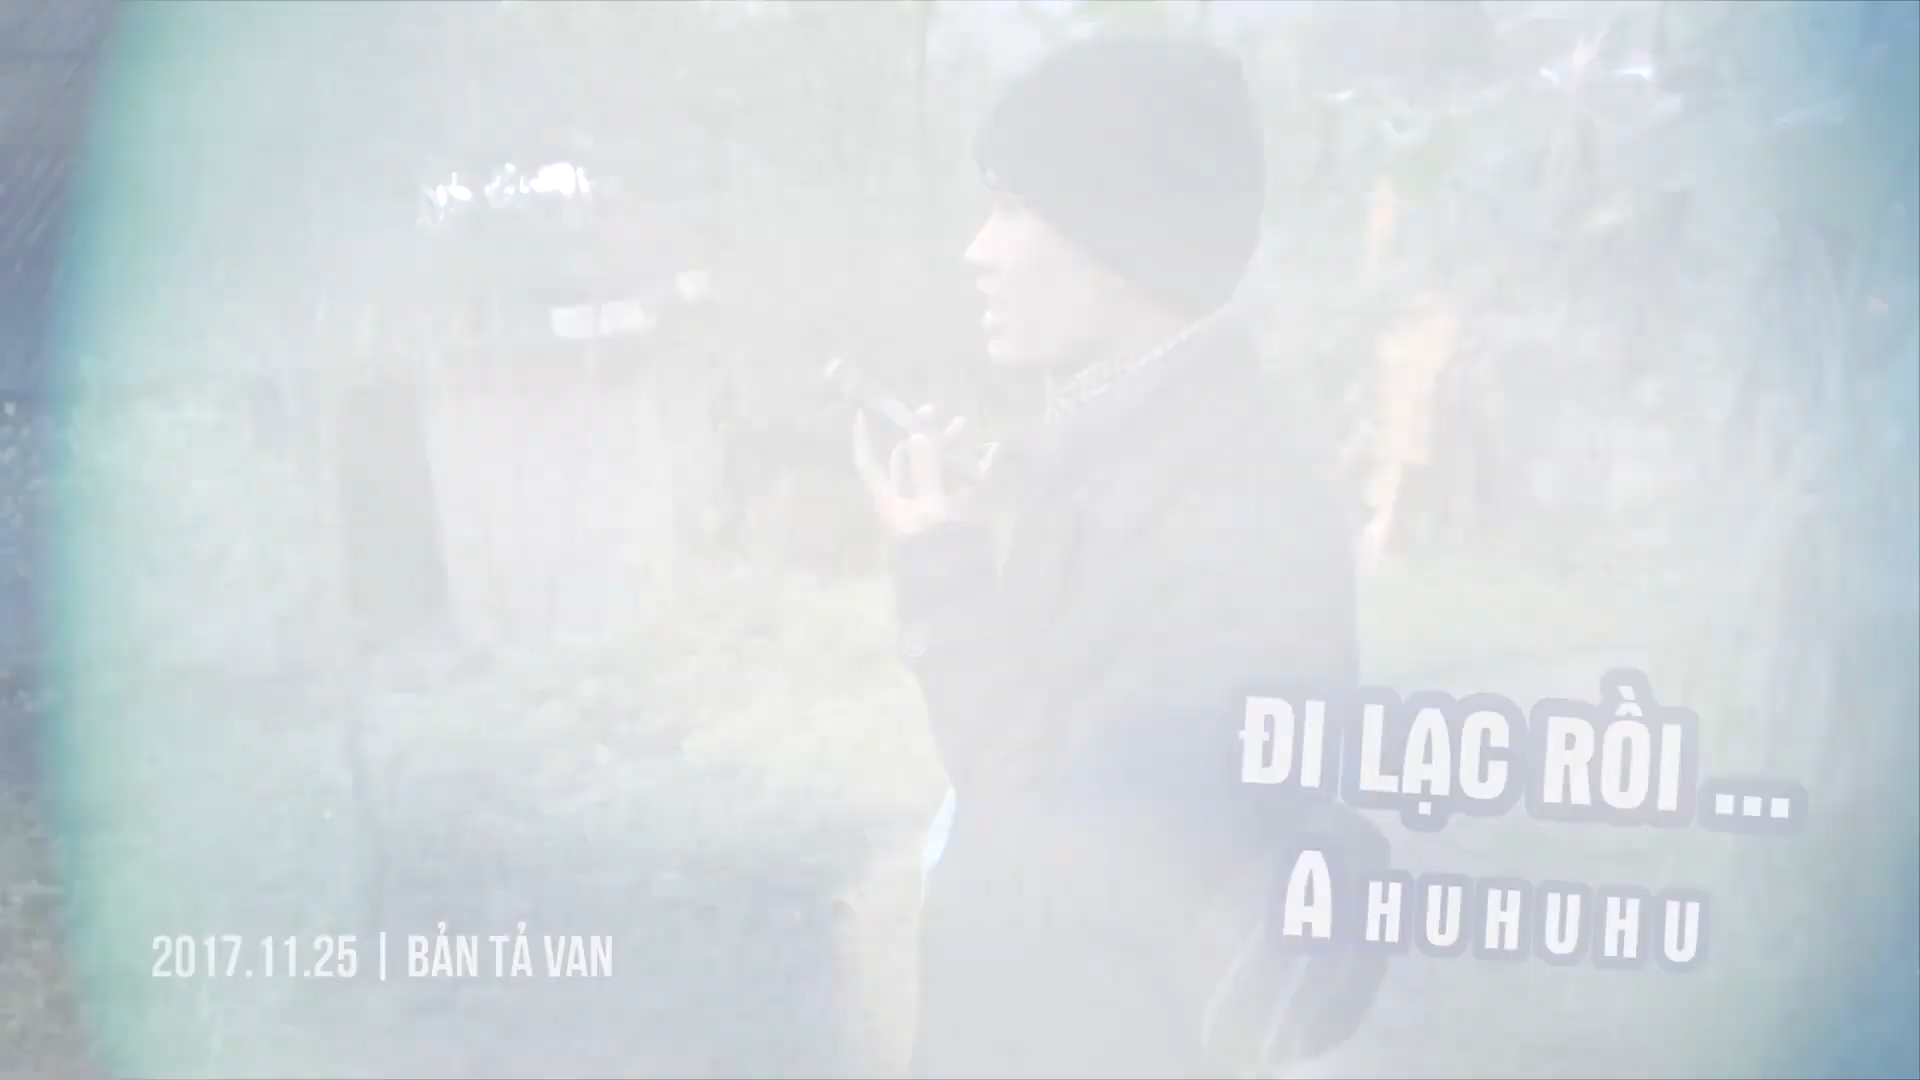 ĐI LẠC RỒI ...
A HUHUHU
2017.11.25 | BẢN TẢ VAN